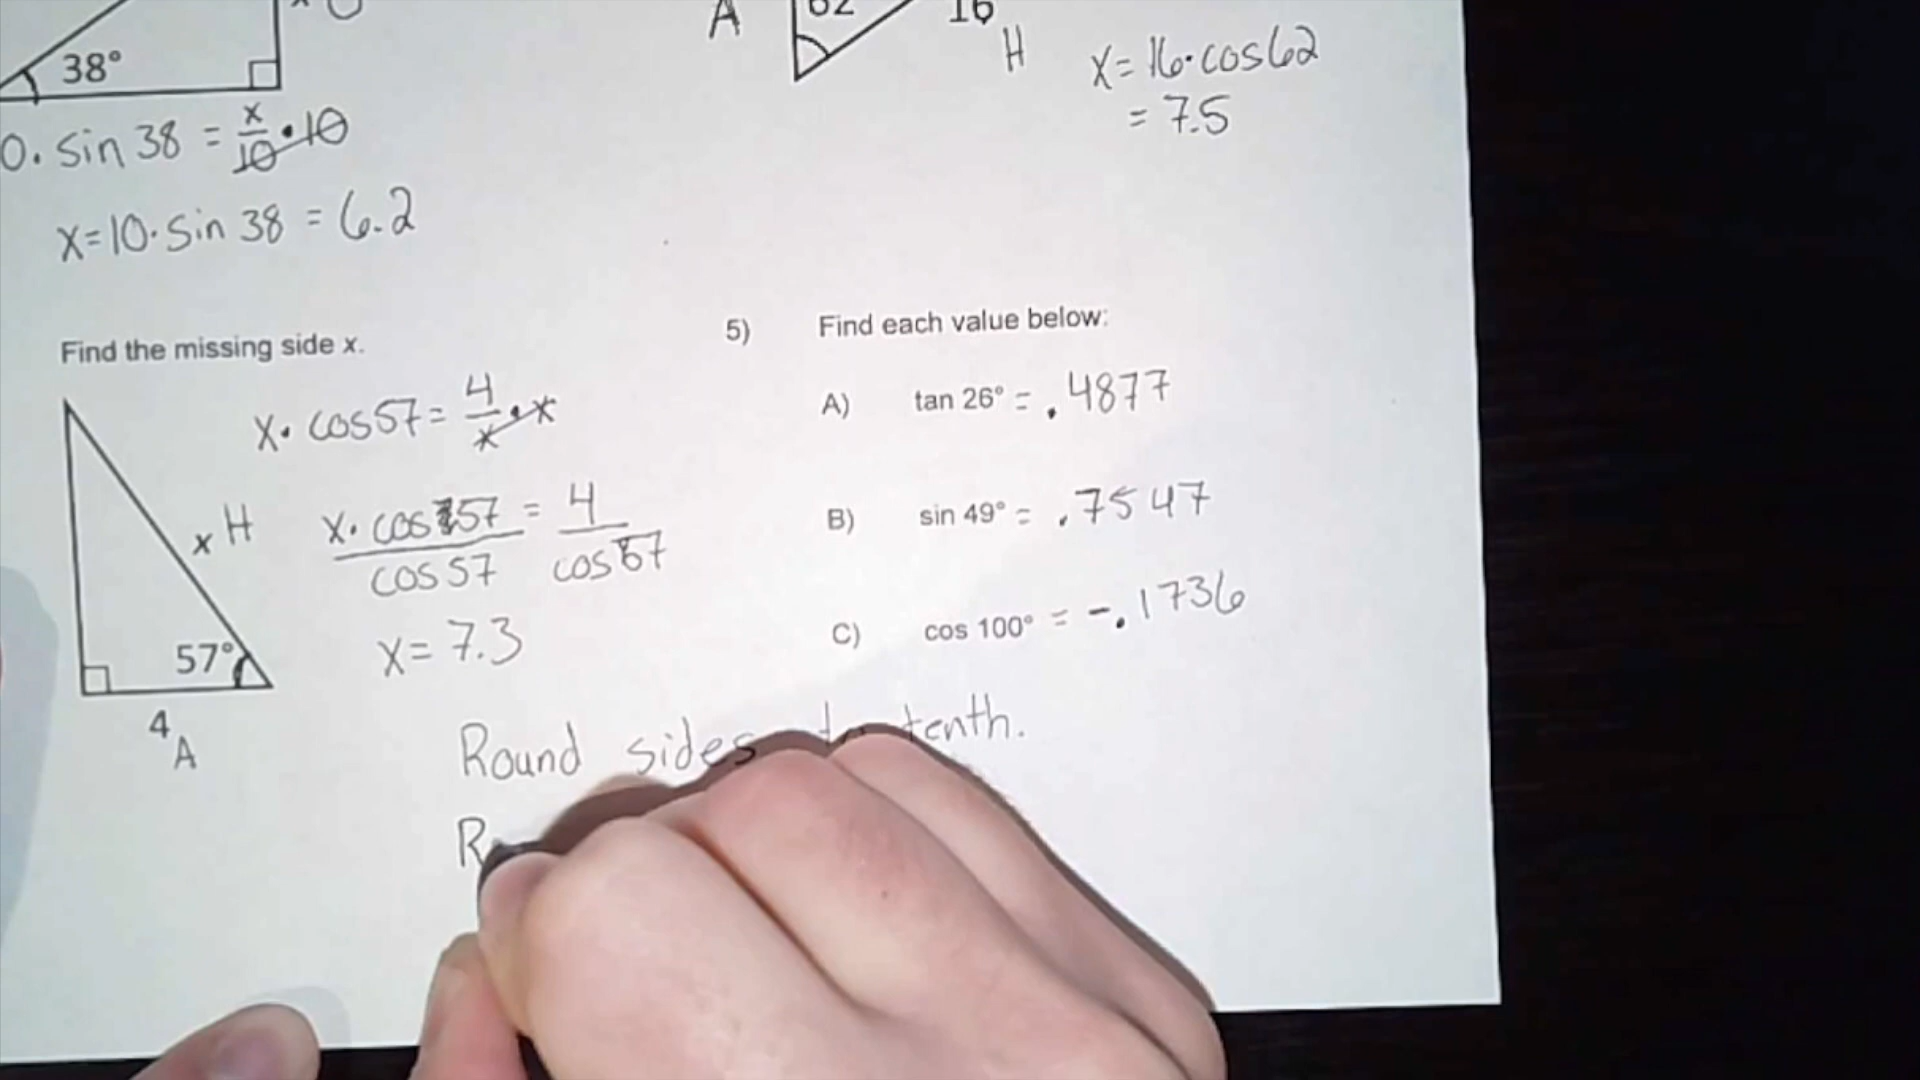 38°
A
62
16
H
x = 16·cos62
= 7.5
0. sin 38 = x/10 · 10
x = 10·sin 38 = 6.2
Find the missing side x.
x· cos57 = 4/x · x
x· cos57 / cos57 = 4 / cos57
x = 7.3
x H
57°
4
A
5) Find each value below:
A) tan 26° = .4877
B) sin 49° = .7547
C) cos 100° = -.1736
Round sides to tenth.